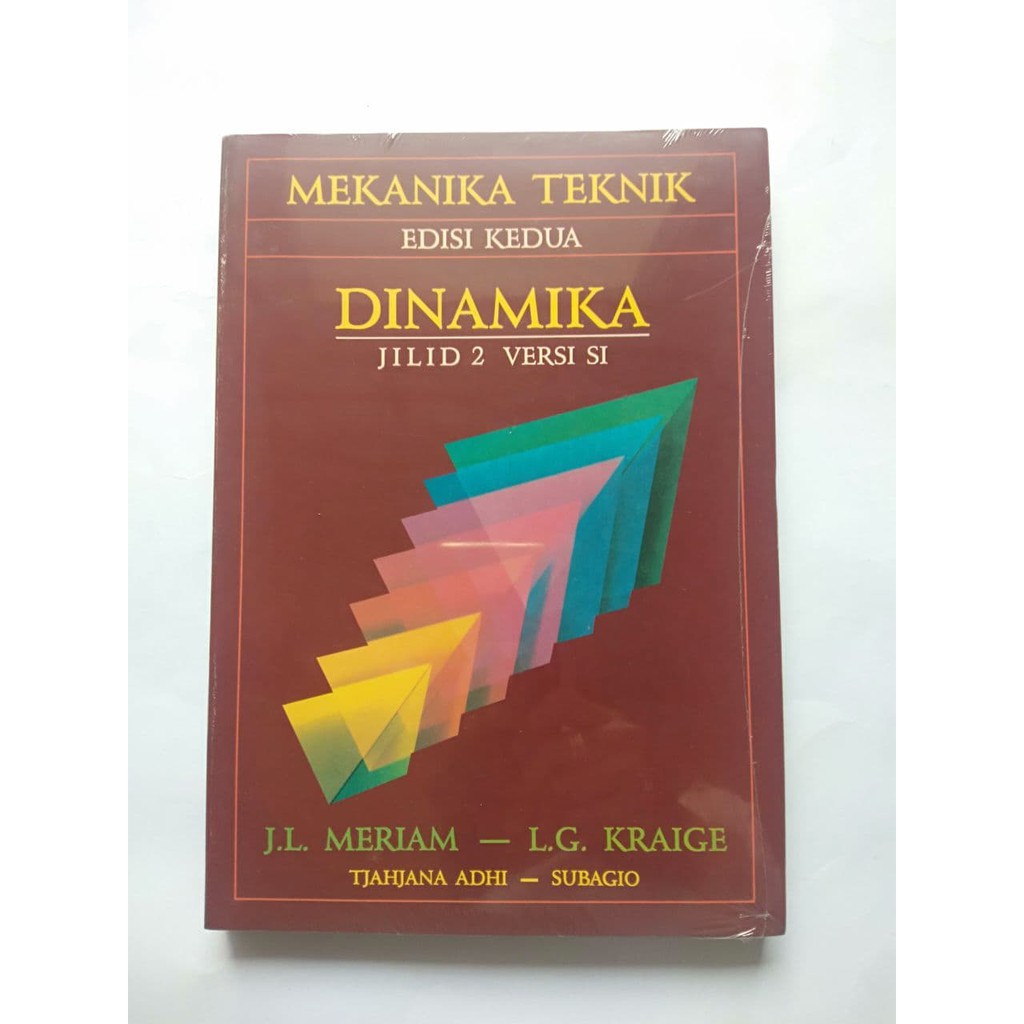 MEKANIKA TEKNIK
EDISI KEDUA
DINAMIKA
JILID 2 VERSI SI
J.L. MERIAM — L.G. KRAIGE
TJAHJANA ADHI — SUBAGIO